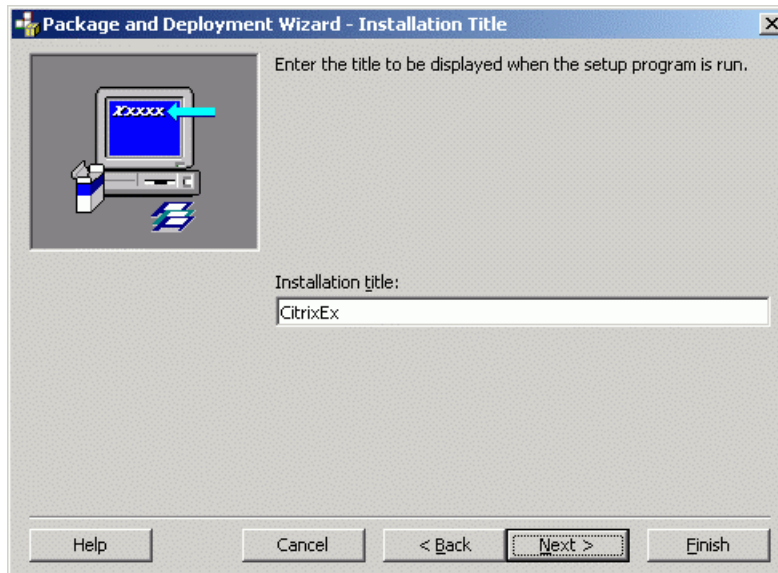 Package and Deployment Wizard - Installation Title
Enter the title to be displayed when the setup program is run.
Xxxxx
Installation title:
CitrixEx
Help
Cancel
< Back
Next >
Finish